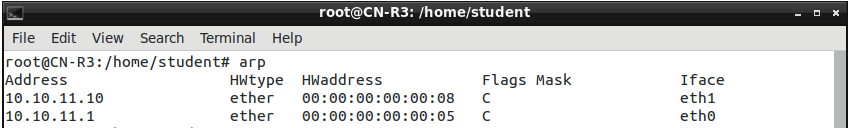 root@CN-R3: /home/student
File Edit View Search Terminal Help
root@CN-R3:/home/student# arp
Address HWtype HWaddress Flags Mask Iface
10.10.11.10 ether 00:00:00:00:00:08 C eth1
10.10.11.1 ether 00:00:00:00:00:05 C eth0